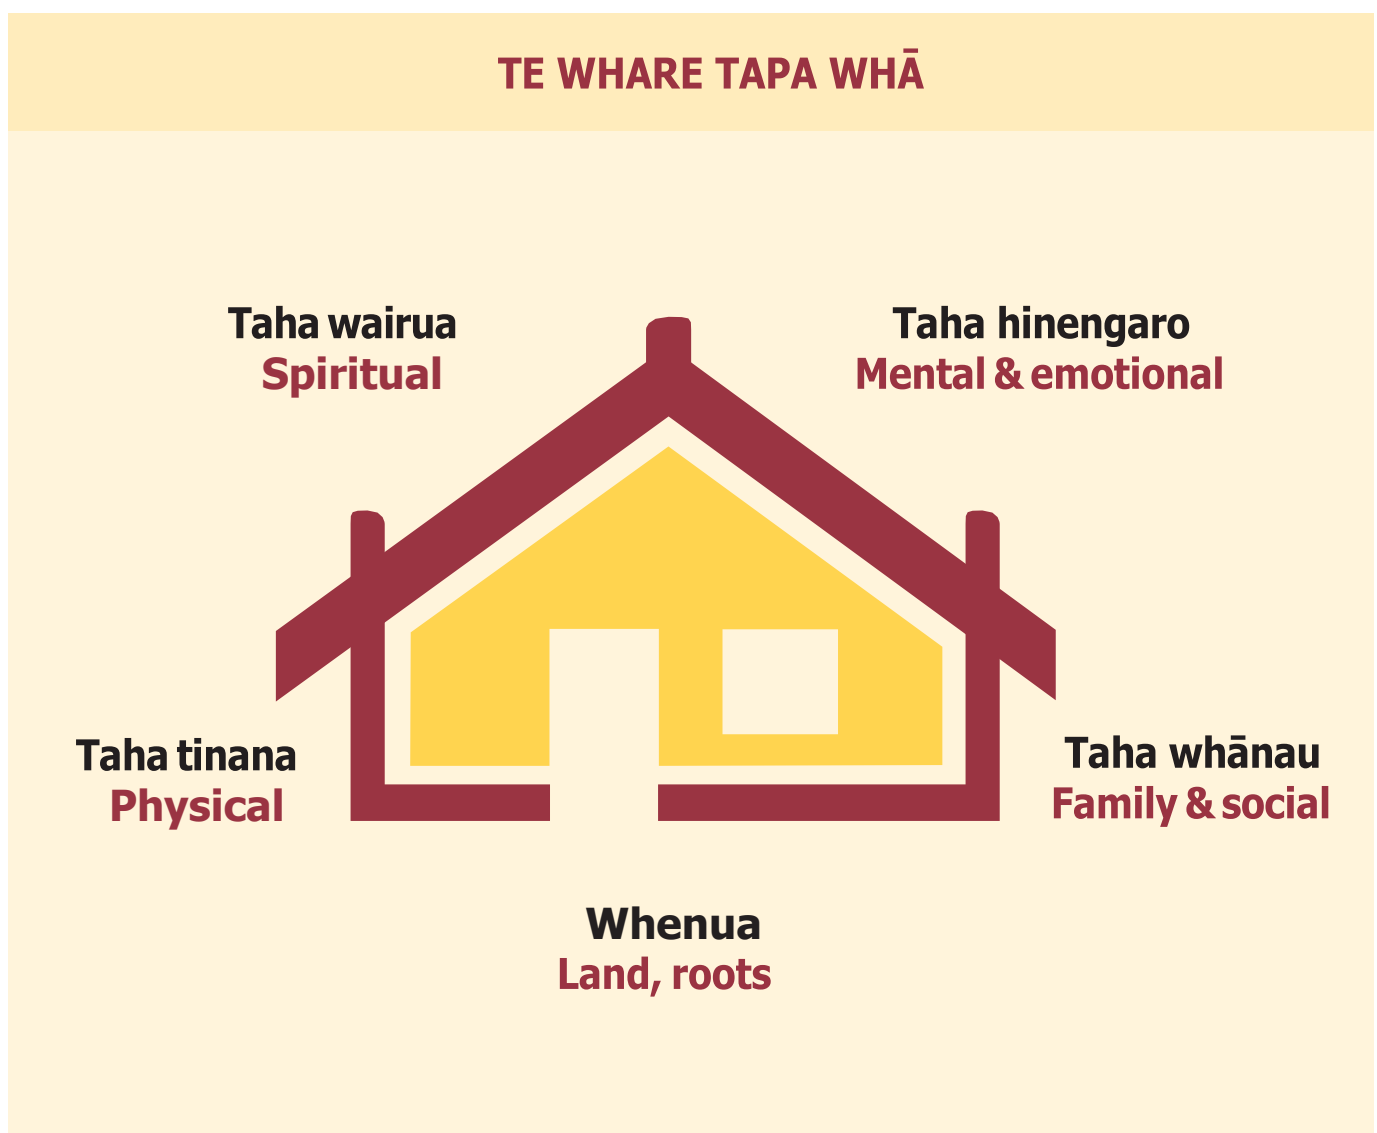 TE WHARE TAPA WHĀ
Taha wairua
Spiritual
Taha hinengaro
Mental & emotional
Taha tinana
Physical
Taha whānau
Family & social
Whenua
Land, roots